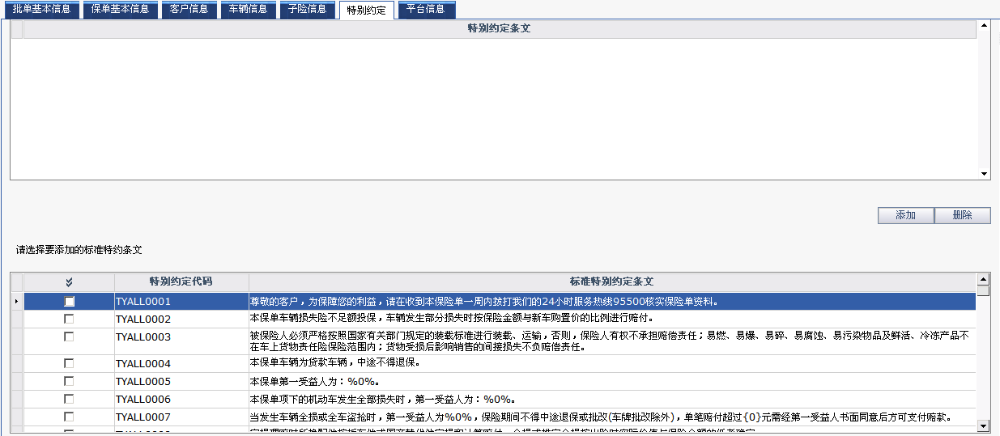 批单基本信息 保单基本信息 客户信息 车辆信息 子险信息 特别约定 平台信息
特别约定条文
添加 删除
请选择要添加的标准特约条文
特别约定代码 标准特别约定条文
TYALL0001 尊敬的客户，为保障您的利益，请在收到本保险单一周内拨打我们的24小时服务热线95500核实保险单资料。
TYALL0002 本保单车辆损失险不足额投保，车辆发生部分损失时按保险金额与新车购置价的比例进行赔付。
TYALL0003 被保险人必须严格按照国家有关部门规定的装载标准进行装载、运输，否则，保险人有权不承担赔偿责任；易燃、易爆、易碎、易腐蚀、易污染物品及鲜活、冷冻产品不
在车上货物责任险保险范围内；货物受损后影响销售的间接损失不负赔偿责任。
TYALL0004 本保单车辆为贷款车辆，中途不得退保。
TYALL0005 本保单第一受益人为：%0%。
TYALL0006 本保单项下的机动车发生全部损失时，第一受益人为：%0%。
TYALL0007 当发生车辆全损或全车盗抢时，第一受益人为%0%，保险期间不得中途退保或批改(车牌批改除外)，单笔赔付超过{0}元需经第一受益人书面同意后方可支付赔款。